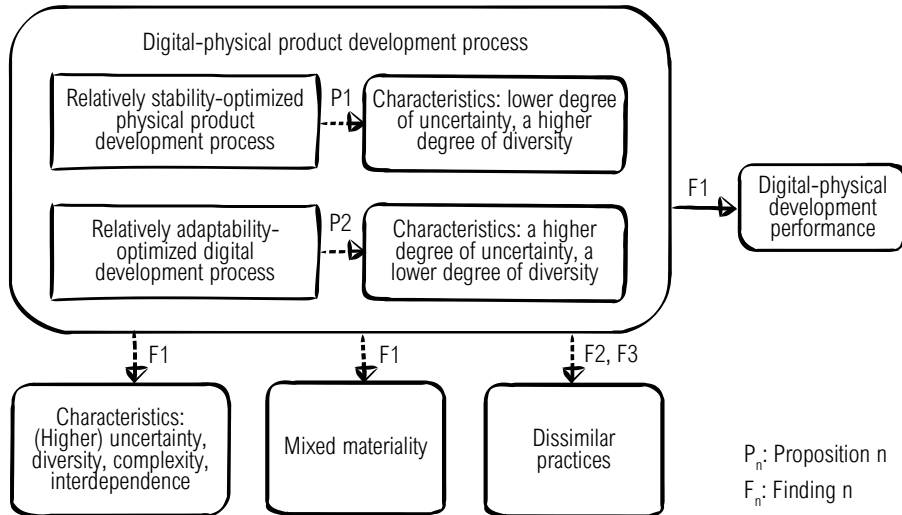 Digital-physical product development process
Relatively stability-optimized
physical product
development process
P1
Characteristics: lower degree
of uncertainty, a higher
degree of diversity
Relatively adaptability-
optimized digital
development process
P2
Characteristics: a higher
degree of uncertainty, a
lower degree of diversity
F1
Digital-physical
development
performance
F1
F1
F2, F3
Characteristics:
(Higher) uncertainty,
diversity, complexity,
interdependence
Mixed materiality
Dissimilar
practices
Pn: Proposition n
Fn: Finding n